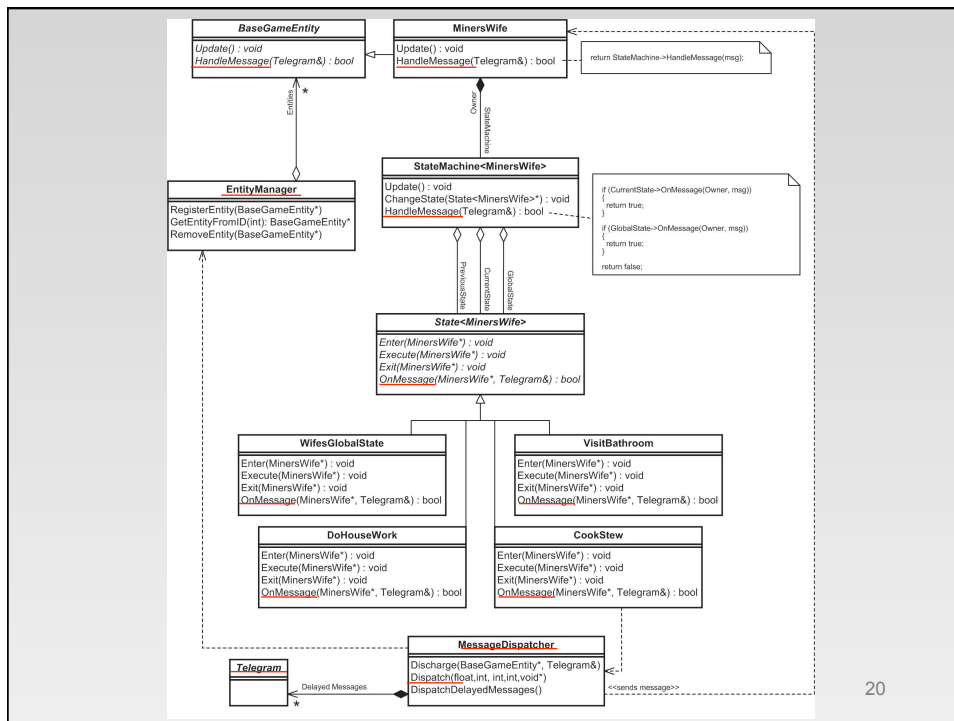 BaseGameEntity
Update() : void
HandleMessage(Telegram&) : bool
MinersWife
Update() : void
HandleMessage(Telegram&) : bool
return StateMachine->HandleMessage(msg);
Entities
*
Owner
StateMachine
EntityManager
RegisterEntity(BaseGameEntity*)
GetEntityFromID(int): BaseGameEntity*
RemoveEntity(BaseGameEntity*)
StateMachine<MinersWife>
Update() : void
ChangeState(State<MinersWife>*) : void
HandleMessage(Telegram&) : bool
if (CurrentState->OnMessage(Owner, msg))
{
return true;
}
if (GlobalState->OnMessage(Owner, msg))
{
return true;
}
return false;
PreviousState
CurrentState
GlobalState
State<MinersWife>
Enter(MinersWife*) : void
Execute(MinersWife*) : void
Exit(MinersWife*) : void
OnMessage(MinersWife*, Telegram&) : bool
WifesGlobalState
Enter(MinersWife*) : void
Execute(MinersWife*) : void
Exit(MinersWife*) : void
OnMessage(MinersWife*, Telegram&) : bool
VisitBathroom
Enter(MinersWife*) : void
Execute(MinersWife*) : void
Exit(MinersWife*) : void
OnMessage(MinersWife*, Telegram&) : bool
DoHouseWork
Enter(MinersWife*) : void
Execute(MinersWife*) : void
Exit(MinersWife*) : void
OnMessage(MinersWife*, Telegram&) : bool
CookStew
Enter(MinersWife*) : void
Execute(MinersWife*) : void
Exit(MinersWife*) : void
OnMessage(MinersWife*, Telegram&) : bool
Telegram
Delayed Messages
*
MessageDispatcher
Discharge(BaseGameEntity*, Telegram&)
Dispatch(float,int, int,int,void*)
DispatchDelayedMessages()
<<sends message>>
20